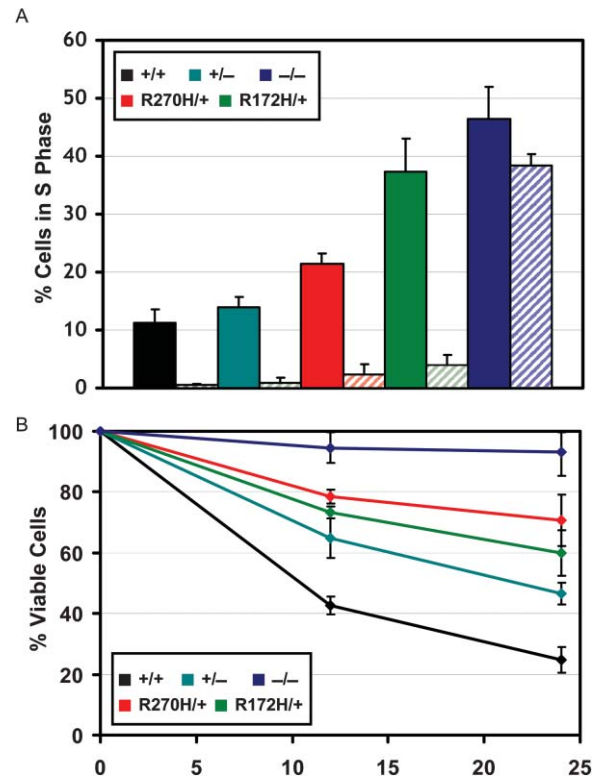 A
60
50
40
30
20
10
0
% Cells in S Phase
+/+ +/– –/–
R270H/+ R172H/+
B
100
80
60
40
20
0
% Viable Cells
+/+ +/– –/–
R270H/+ R172H/+
0 5 10 15 20 25